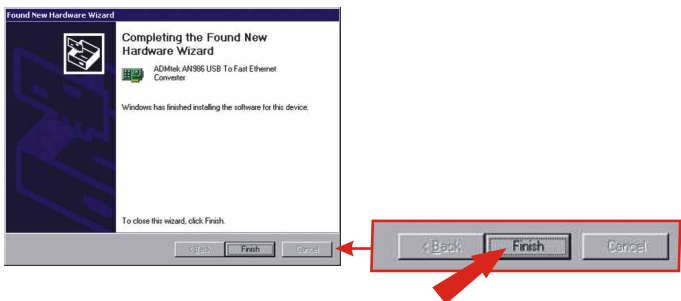 Found New Hardware Wizard
Completing the Found New
Hardware Wizard
ADMtek AN986 USB To Fast Ethernet
Converter
Windows has finished installing the software for this device.
To close this wizard, click Finish.
< Back Finish Cancel
< Back Finish Cancel